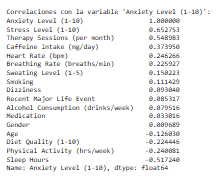 Correlaciones con la variable 'Anxiety Level (1-10)':
Anxiety Level (1-10) 1.000000
Stress Level (1-10) 0.652753
Therapy Sessions (per month) 0.548983
Caffeine Intake (mg/day) 0.373950
Heart Rate (bpm) 0.246266
Breathing Rate (breaths/min) 0.225927
Sweating Level (1-5) 0.150223
Smoking 0.111429
Dizziness 0.093040
Recent Major Life Event 0.085317
Alcohol Consumption (drinks/week) 0.079516
Medication 0.033016
Gender 0.009689
Age -0.126030
Diet Quality (1-10) -0.224446
Physical Activity (hrs/week) -0.240081
Sleep Hours -0.517240
Name: Anxiety Level (1-10), dtype: float64